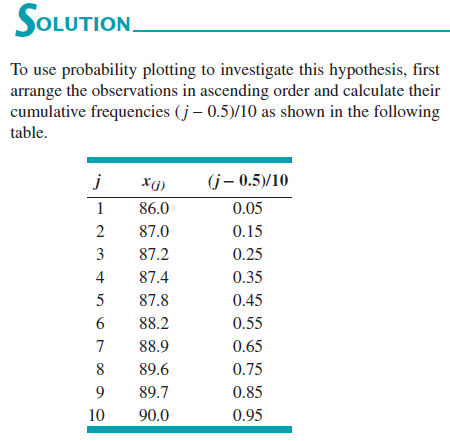 SOLUTION
To use probability plotting to investigate this hypothesis, first
arrange the observations in ascending order and calculate their
cumulative frequencies (j – 0.5)/10 as shown in the following
table.
j x(j) (j – 0.5)/10
1 86.0 0.05
2 87.0 0.15
3 87.2 0.25
4 87.4 0.35
5 87.8 0.45
6 88.2 0.55
7 88.9 0.65
8 89.6 0.75
9 89.7 0.85
10 90.0 0.95